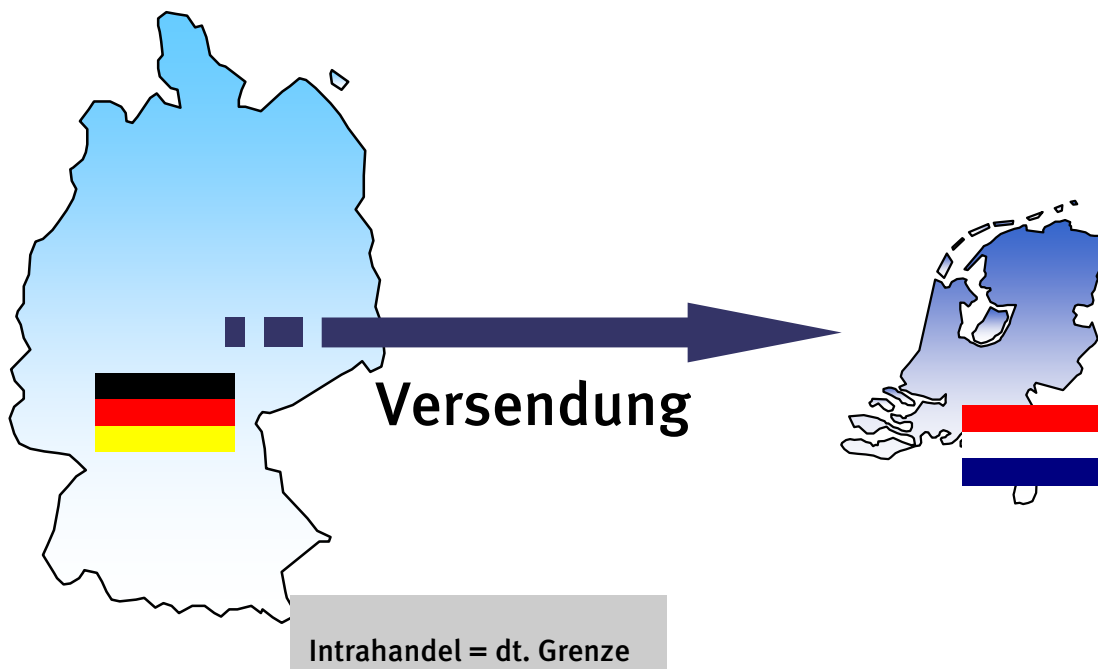 Versendung
Intrahandel = dt. Grenze